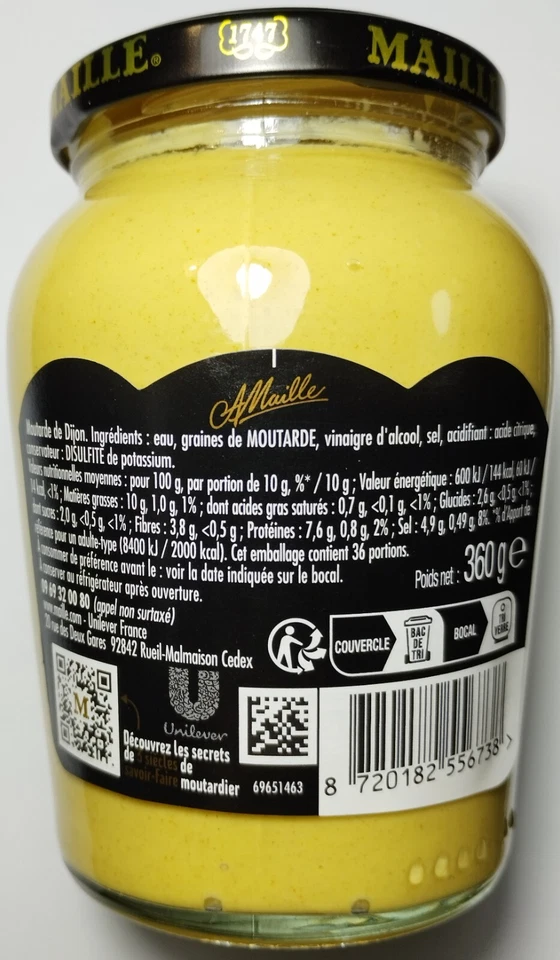 MAILLE® 1747 MAILLE
AMaille
Moutarde de Dijon. Ingrédients : eau, graines de MOUTARDE, vinaigre d'alcool, sel, acidifiant : acide citrique,
conservateur : DISULFITE de potassium.
Valeurs nutritionnelles moyennes : pour 100 g, par portion de 10 g, %* / 10 g ; Valeur énergétique : 600 kJ / 144 kcal, 60 kJ /
14 kcal, <1% ; Matières grasses : 10 g, 1,0 g, 1% ; dont acides gras saturés : 0,7 g, <0,1 g, <1% ; Glucides : 2,6 g <0,5 g <1% ;
dont sucres : 2,0 g <0,5 g <1% ; Fibres : 3,8 g, <0,5 g ; Protéines : 7,6 g, 0,8 g, 2% ; Sel : 4,9 g, 0,49 g, 8%. *% d'Apport de
référence pour un adulte-type (8400 kJ / 2000 kcal). Cet emballage contient 36 portions.
A consommer de préférence avant le : voir la date indiquée sur le bocal.
A conserver au réfrigérateur après ouverture.
Poids net : 360 g e
09 69 32 00 80 (appel non surtaxé)
www.maille.com - Unilever France
20 rue des Deux Gares 92842 Rueil-Malmaison Cedex
COUVERCLE
BAC
DE
TRI
BOCAL
TRI
VERRE
M
Unilever
Découvrez les secrets
de 3 siècles de
savoir-faire moutardier
69651463
8 720182 556738 >